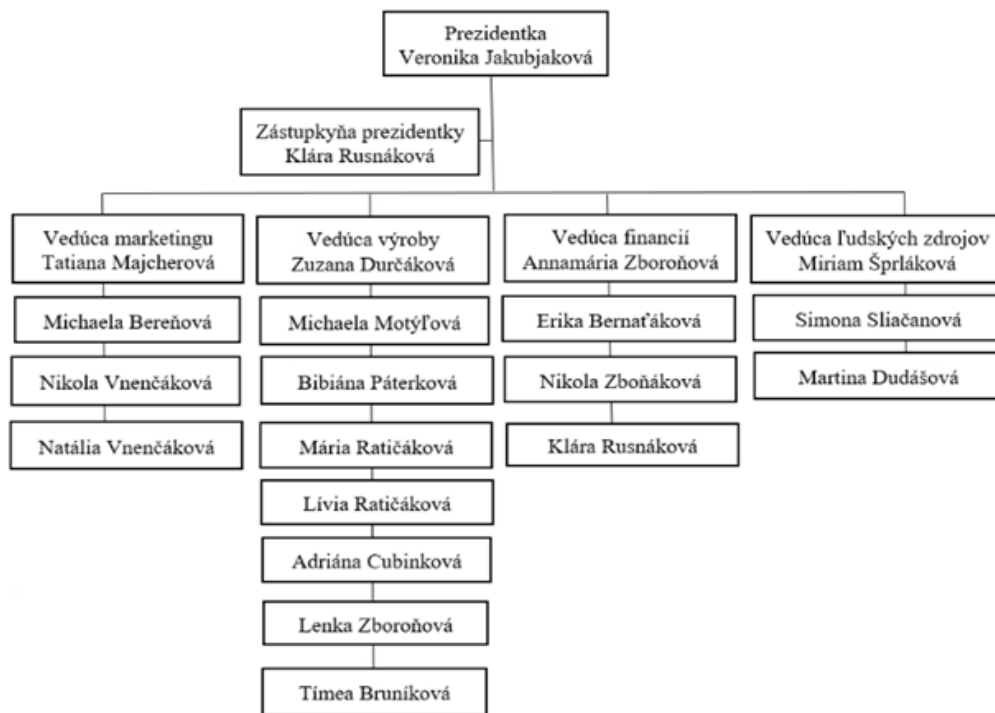 Prezidentka
Veronika Jakubjaková
Zástupkyňa prezidentky
Klára Rusnáková
Vedúca marketingu
Tatiana Majcherová
Michaela Bereňová
Nikola Vnenčáková
Natália Vnenčáková
Vedúca výroby
Zuzana Durčáková
Michaela Motýľová
Bibiána Páterková
Mária Ratičáková
Lívia Ratičáková
Adriána Cubinková
Lenka Zboroňová
Tímea Bruníková
Vedúca financií
Annamária Zboroňová
Erika Bernaťáková
Nikola Zboňáková
Klára Rusnáková
Vedúca ľudských zdrojov
Miriam Šprláková
Simona Sliačanová
Martina Dudášová